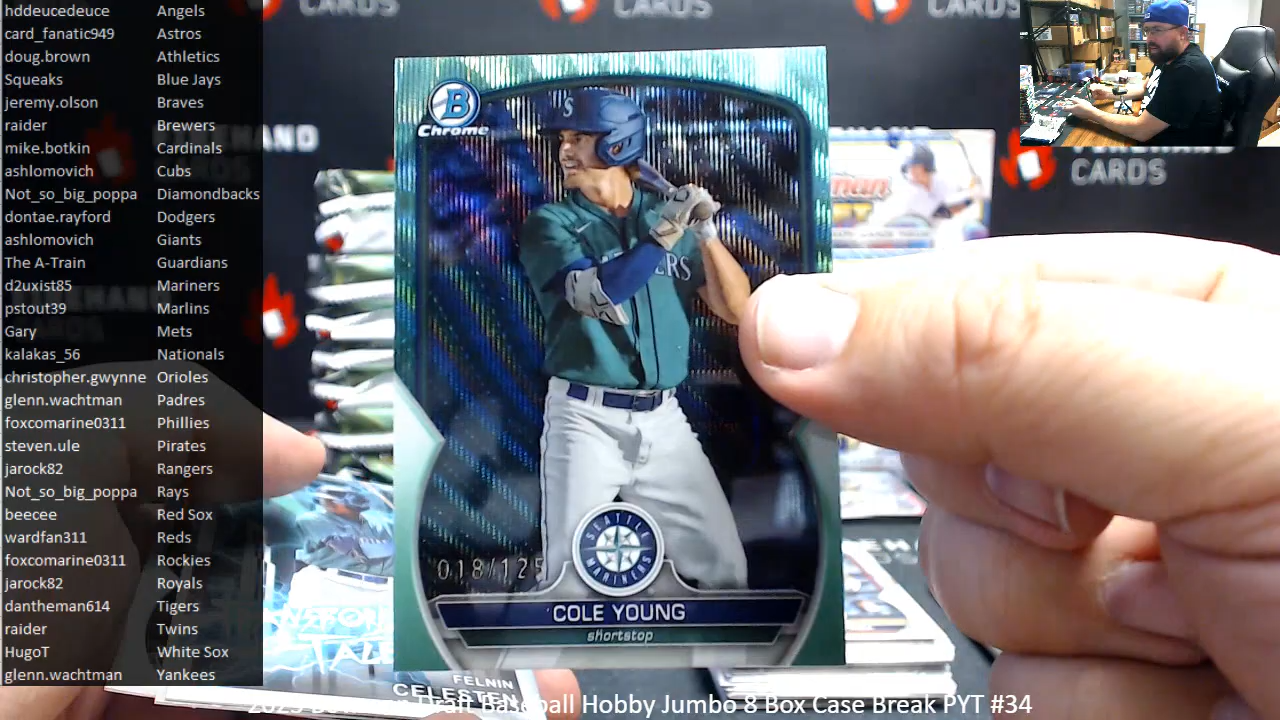 hddeucedeuce Angels
card_fanatic949 Astros
doug.brown Athletics
Squeaks Blue Jays
jeremy.olson Braves
raider Brewers
mike.botkin Cardinals
ashlomovich Cubs
Not_so_big_poppa Diamondbacks
dontae.rayford Dodgers
ashlomovich Giants
The A-Train Guardians
d2uxist85 Mariners
pstout39 Marlins
Gary Mets
kalakas_56 Nationals
christopher.gwynne Orioles
glenn.wachtman Padres
foxcomarine0311 Phillies
steven.ule Pirates
jarock82 Rangers
Not_so_big_poppa Rays
beecee Red Sox
wardfan311 Reds
foxcomarine0311 Rockies
jarock82 Royals
dantheman614 Tigers
raider Twins
HugoT White Sox
glenn.wachtman Yankees
CARDS
CARDS
CARDS
B
Chrome
S
CARDS
SEATTLE
MARINERS
018/125
COLE YOUNG
shortstop
FELNIN
CELESTEN
Baseball Hobby Jumbo 8 Box Case Break PYT #34